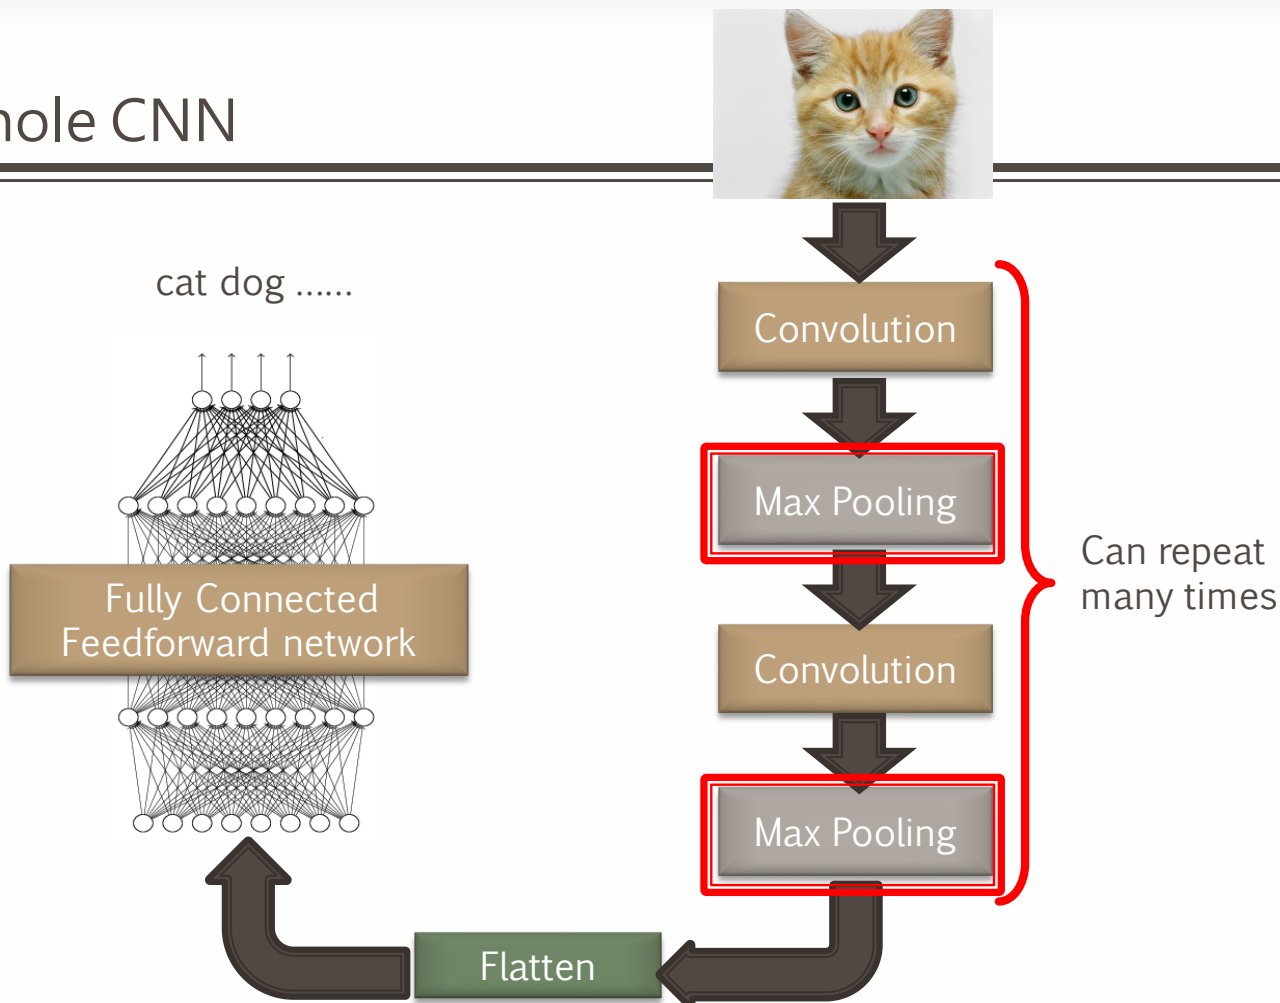 hole CNN
cat dog ......
Convolution
Max Pooling
Can repeat
many times
Fully Connected
Feedforward network
Convolution
Max Pooling
Flatten